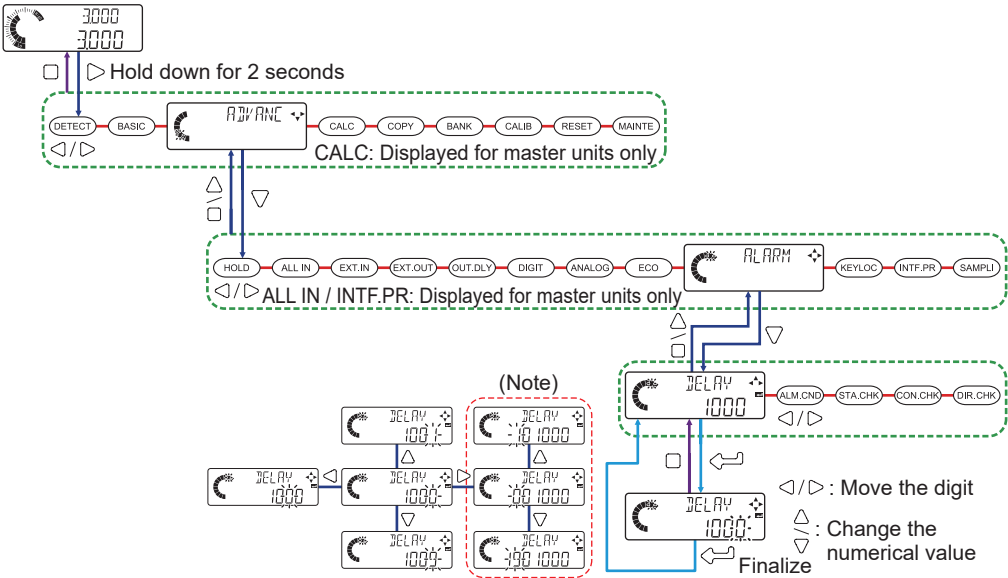 3.000
-3.000
Hold down for 2 seconds
DETECT BASIC ADVANC CALC COPY BANK CALIB RESET MAINTE
/
CALC: Displayed for master units only
/
HOLD ALL IN EXT.IN EXT.OUT OUT.DLY DIGIT ANALOG ECO ALARM KEYLOC INTF.PR SAMPLI
/
ALL IN / INTF.PR: Displayed for master units only
/
DELAY
1000
ALM.CND STA.CHK CON.CHK DIR.CHK
/
(Note)
DELAY
1001-
DELAY
-101000
DELAY
1000
DELAY
1000-
DELAY
-001000
DELAY
1000-
DELAY
-901000
DELAY
1000-
/ : Move the digit
/ : Change the
numerical value
Finalize